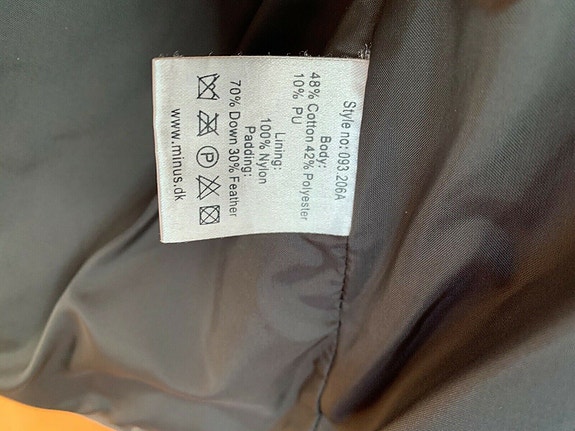 Style no: 093 206A
Body:
48% Cotton 42% Polyester
10% PU
Lining:
100% Nylon
Padding:
70% Down 30% Feather
P
www.minus.dk